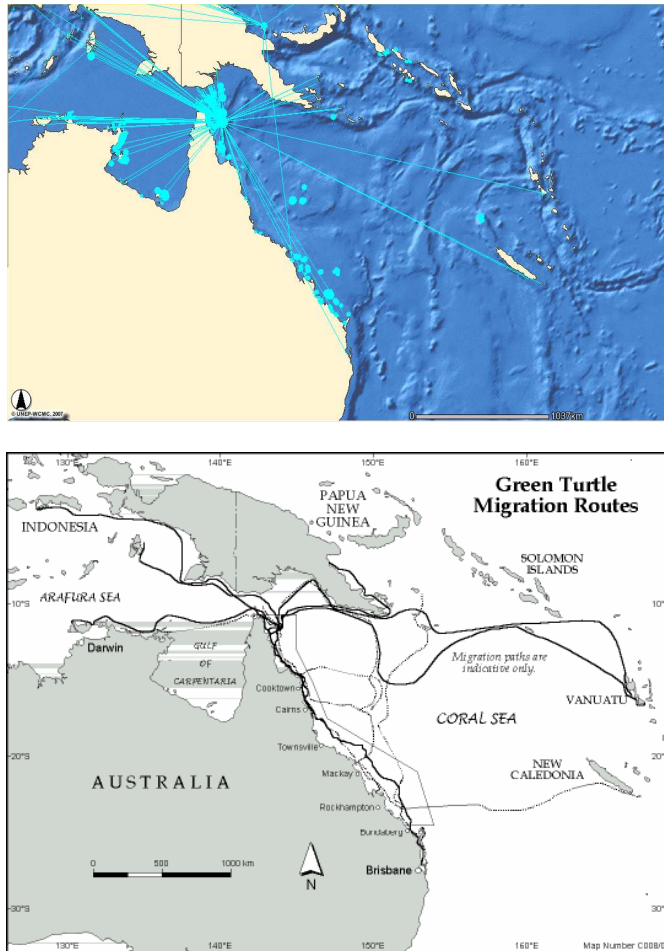 © UNEP-WCMC, 2007
0
1037km
130°E
140°E
150°E
160°E
Green Turtle
Migration Routes
PAPUA
NEW
GUINEA
INDONESIA
SOLOMON
ISLANDS
ARAFURA SEA
10°S
10°
Darwin
GULF
OF
CARPENTARIA
Migration paths are
indicative only.
Cooktown
Cairns
VANUATU
CORAL SEA
20°S
20°
Townsville
Mackay
NEW
CALEDONIA
AUSTRALIA
Rockhampton
Bundaberg
0
500
1000 km
N
Brisbane
30°S
30°
130°E
140°E
150°E
160°E
Map Number